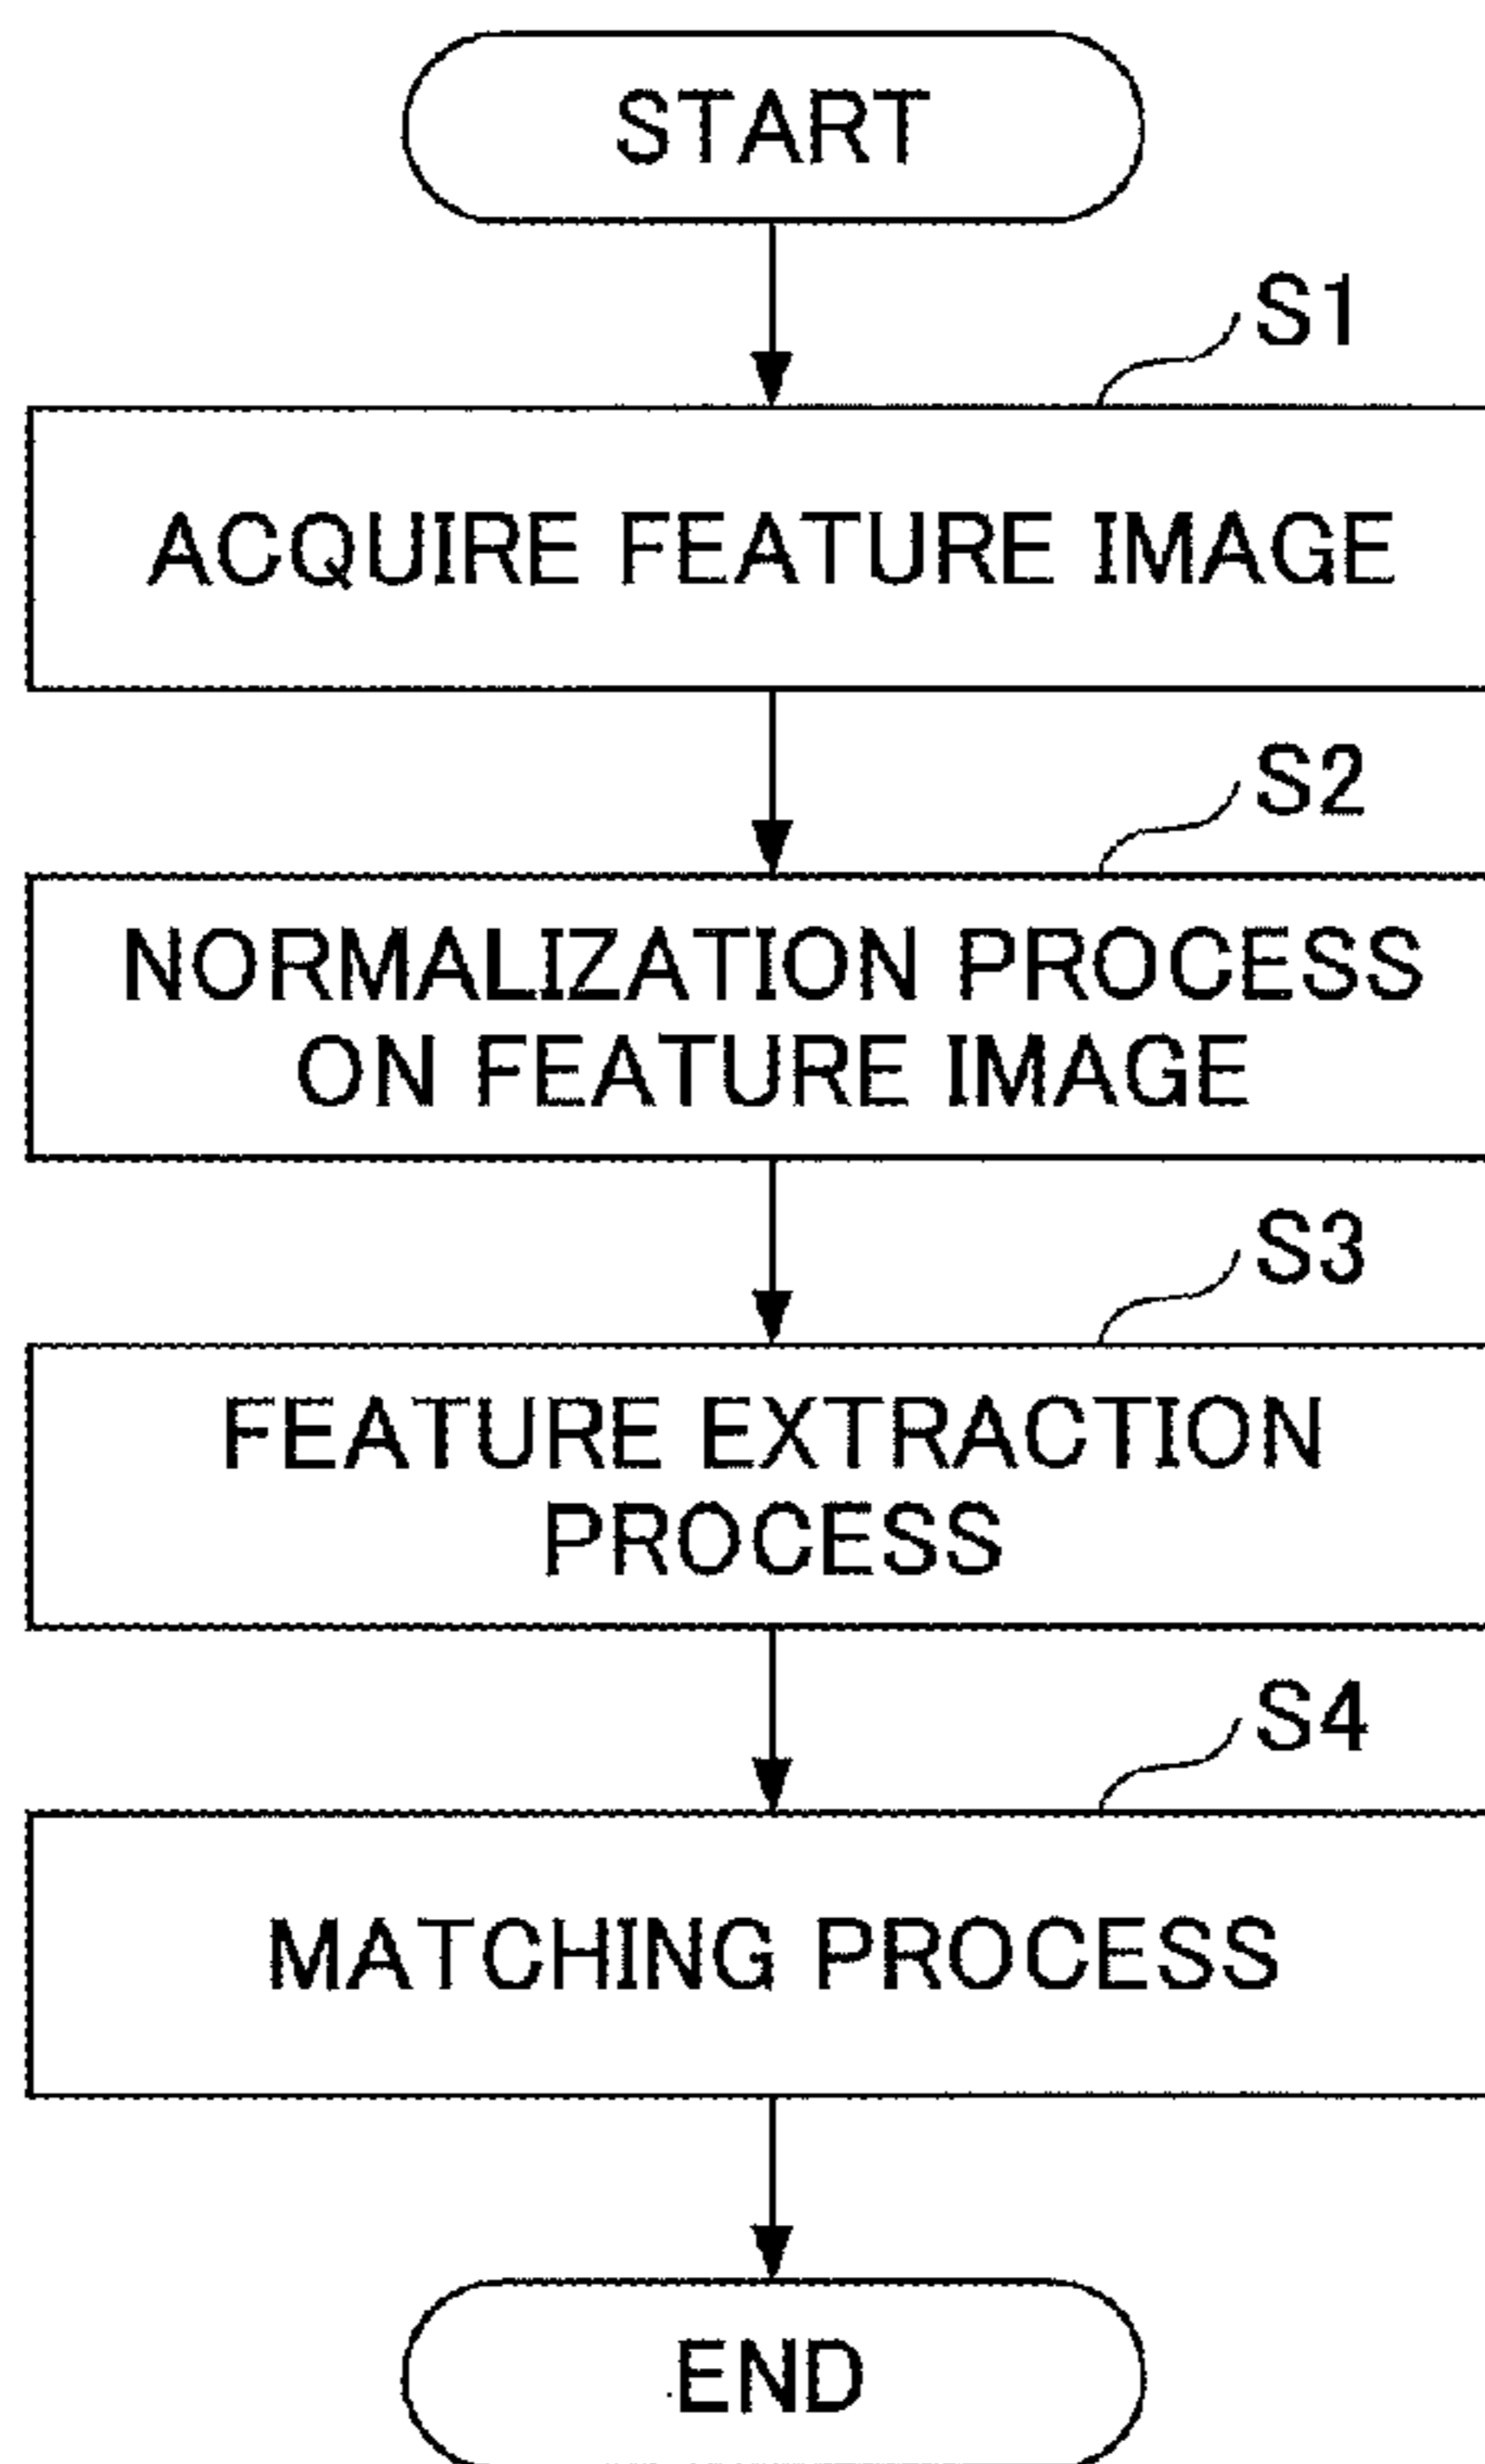 START
S1
ACQUIRE FEATURE IMAGE
S2
NORMALIZATION PROCESS
ON FEATURE IMAGE
S3
FEATURE EXTRACTION
PROCESS
S4
MATCHING PROCESS
END